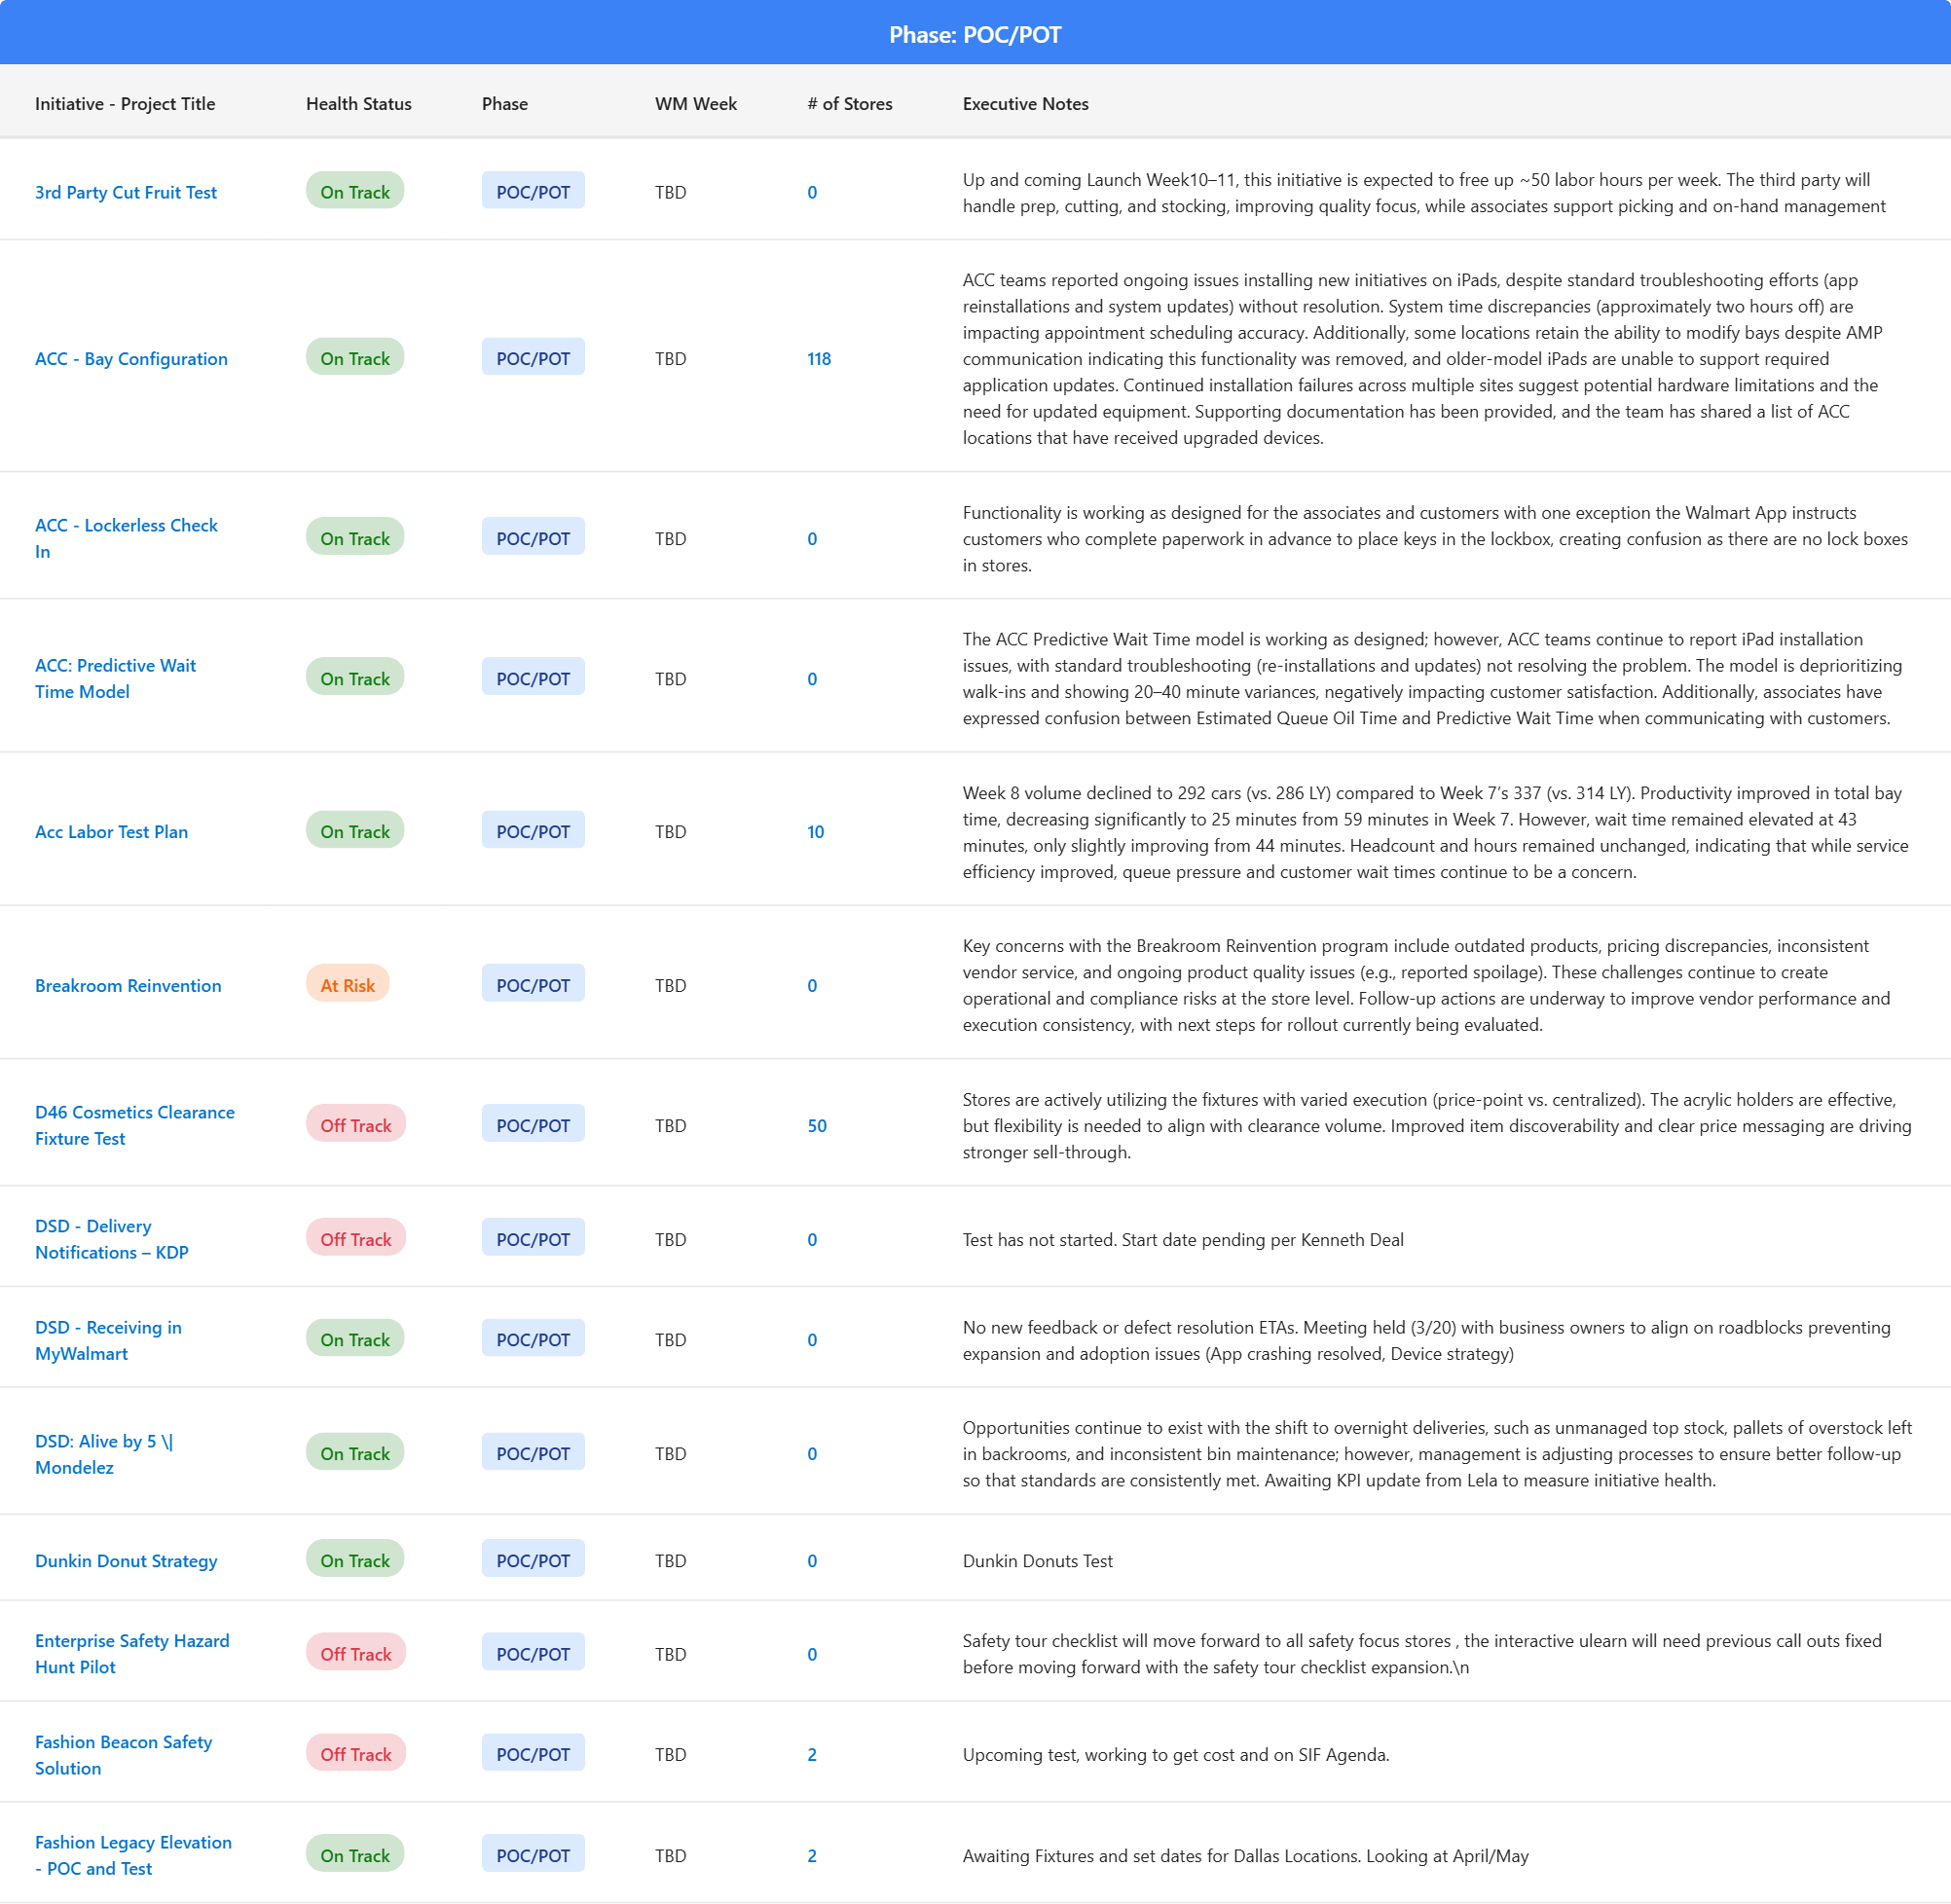 Phase: POC/POT
Initiative - Project Title Health Status Phase WM Week # of Stores Executive Notes
3rd Party Cut Fruit Test On Track POC/POT TBD 0
Up and coming Launch Week10–11, this initiative is expected to free up ~50 labor hours per week. The third party will
handle prep, cutting, and stocking, improving quality focus, while associates support picking and on-hand management
ACC - Bay Configuration On Track POC/POT TBD 118
ACC teams reported ongoing issues installing new initiatives on iPads, despite standard troubleshooting efforts (app
reinstallations and system updates) without resolution. System time discrepancies (approximately two hours off) are
impacting appointment scheduling accuracy. Additionally, some locations retain the ability to modify bays despite AMP
communication indicating this functionality was removed, and older-model iPads are unable to support required
application updates. Continued installation failures across multiple sites suggest potential hardware limitations and the
need for updated equipment. Supporting documentation has been provided, and the team has shared a list of ACC
locations that have received upgraded devices.
ACC - Lockerless Check
In
On Track POC/POT TBD 0
Functionality is working as designed for the associates and customers with one exception the Walmart App instructs
customers who complete paperwork in advance to place keys in the lockbox, creating confusion as there are no lock boxes
in stores.
ACC: Predictive Wait
Time Model
On Track POC/POT TBD 0
The ACC Predictive Wait Time model is working as designed; however, ACC teams continue to report iPad installation
issues, with standard troubleshooting (re-installations and updates) not resolving the problem. The model is deprioritizing
walk-ins and showing 20–40 minute variances, negatively impacting customer satisfaction. Additionally, associates have
expressed confusion between Estimated Queue Oil Time and Predictive Wait Time when communicating with customers.
Acc Labor Test Plan On Track POC/POT TBD 10
Week 8 volume declined to 292 cars (vs. 286 LY) compared to Week 7’s 337 (vs. 314 LY). Productivity improved in total bay
time, decreasing significantly to 25 minutes from 59 minutes in Week 7. However, wait time remained elevated at 43
minutes, only slightly improving from 44 minutes. Headcount and hours remained unchanged, indicating that while service
efficiency improved, queue pressure and customer wait times continue to be a concern.
Breakroom Reinvention At Risk POC/POT TBD 0
Key concerns with the Breakroom Reinvention program include outdated products, pricing discrepancies, inconsistent
vendor service, and ongoing product quality issues (e.g., reported spoilage). These challenges continue to create
operational and compliance risks at the store level. Follow-up actions are underway to improve vendor performance and
execution consistency, with next steps for rollout currently being evaluated.
D46 Cosmetics Clearance
Fixture Test
Off Track POC/POT TBD 50
Stores are actively utilizing the fixtures with varied execution (price-point vs. centralized). The acrylic holders are effective,
but flexibility is needed to align with clearance volume. Improved item discoverability and clear price messaging are driving
stronger sell-through.
DSD - Delivery
Notifications – KDP
Off Track POC/POT TBD 0
Test has not started. Start date pending per Kenneth Deal
DSD - Receiving in
MyWalmart
On Track POC/POT TBD 0
No new feedback or defect resolution ETAs. Meeting held (3/20) with business owners to align on roadblocks preventing
expansion and adoption issues (App crashing resolved, Device strategy)
DSD: Alive by 5 \|
Mondelez
On Track POC/POT TBD 0
Opportunities continue to exist with the shift to overnight deliveries, such as unmanaged top stock, pallets of overstock left
in backrooms, and inconsistent bin maintenance; however, management is adjusting processes to ensure better follow-up
so that standards are consistently met. Awaiting KPI update from Lela to measure initiative health.
Dunkin Donut Strategy On Track POC/POT TBD 0 Dunkin Donuts Test
Enterprise Safety Hazard
Hunt Pilot
Off Track POC/POT TBD 0
Safety tour checklist will move forward to all safety focus stores , the interactive ulearn will need previous call outs fixed
before moving forward with the safety tour checklist expansion.\n
Fashion Beacon Safety
Solution
Off Track POC/POT TBD 2
Upcoming test, working to get cost and on SIF Agenda.
Fashion Legacy Elevation
- POC and Test
On Track POC/POT TBD 2
Awaiting Fixtures and set dates for Dallas Locations. Looking at April/May